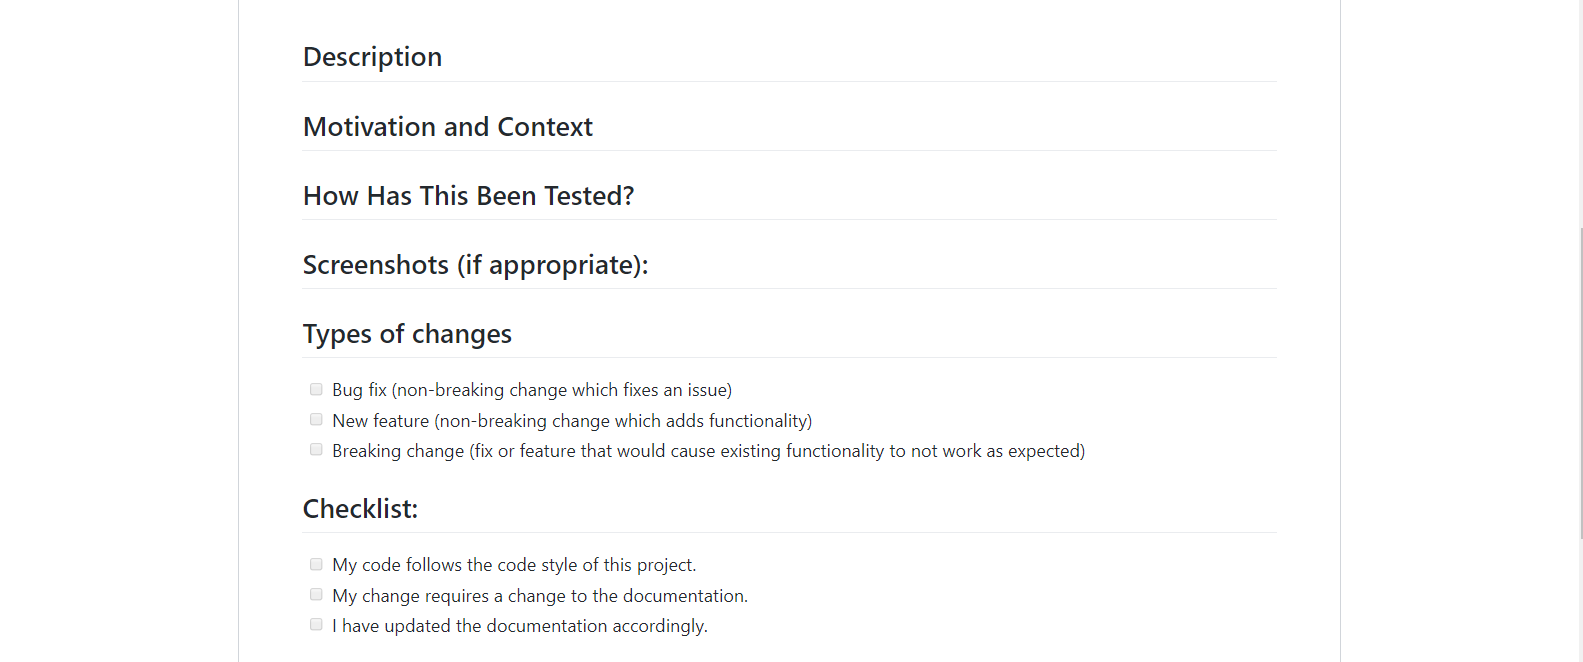 Description
Motivation and Context
How Has This Been Tested?
Screenshots (if appropriate):
Types of changes
Bug fix (non-breaking change which fixes an issue)
New feature (non-breaking change which adds functionality)
Breaking change (fix or feature that would cause existing functionality to not work as expected)
Checklist:
My code follows the code style of this project.
My change requires a change to the documentation.
I have updated the documentation accordingly.